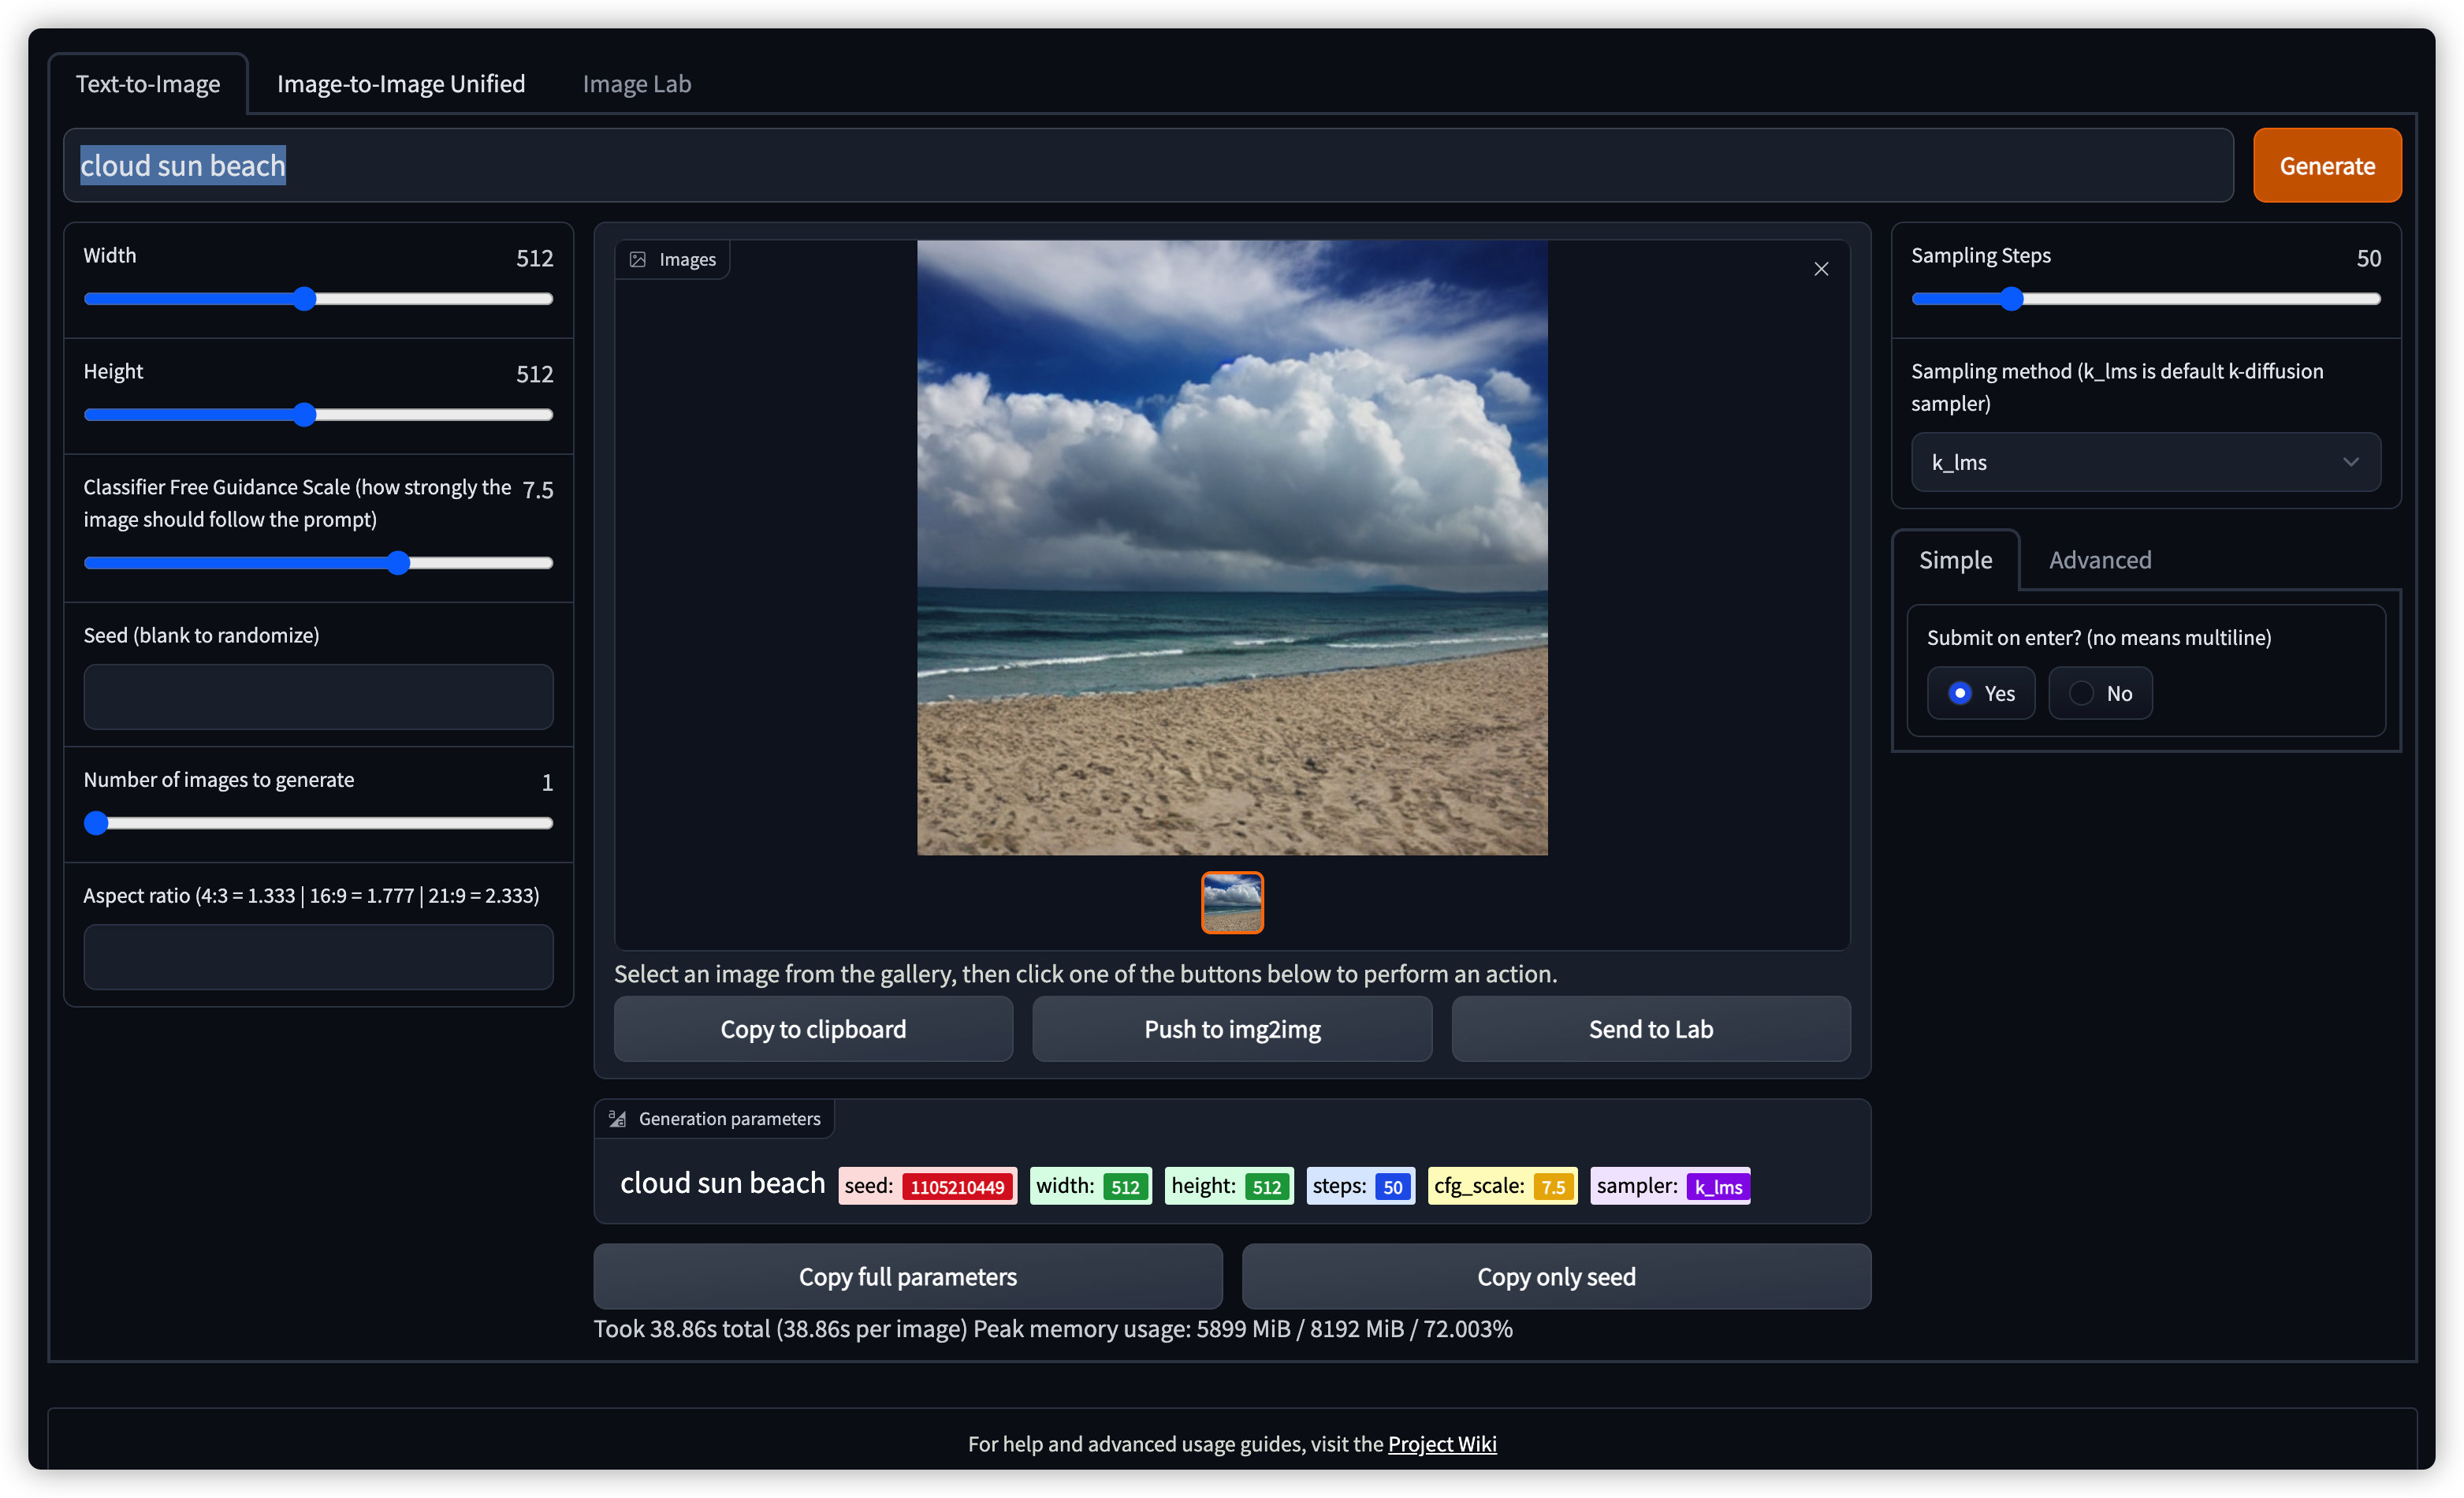 Text-to-Image
Image-to-Image Unified
Image Lab
cloud sun beach
Generate
Width
512
Height
512
Classifier Free Guidance Scale (how strongly the
image should follow the prompt)
7.5
Seed (blank to randomize)
Number of images to generate
1
Aspect ratio (4:3 = 1.333 | 16:9 = 1.777 | 21:9 = 2.333)
Images
Select an image from the gallery, then click one of the buttons below to perform an action.
Copy to clipboard
Push to img2img
Send to Lab
Generation parameters
cloud sun beach seed: 1105210449 width: 512 height: 512 steps: 50 cfg_scale: 7.5 sampler: k_lms
Copy full parameters
Copy only seed
Took 38.86s total (38.86s per image) Peak memory usage: 5899 MiB / 8192 MiB / 72.003%
Sampling Steps
50
Sampling method (k_lms is default k-diffusion
sampler)
k_lms
Simple
Advanced
Submit on enter? (no means multiline)
Yes
No
For help and advanced usage guides, visit the Project Wiki